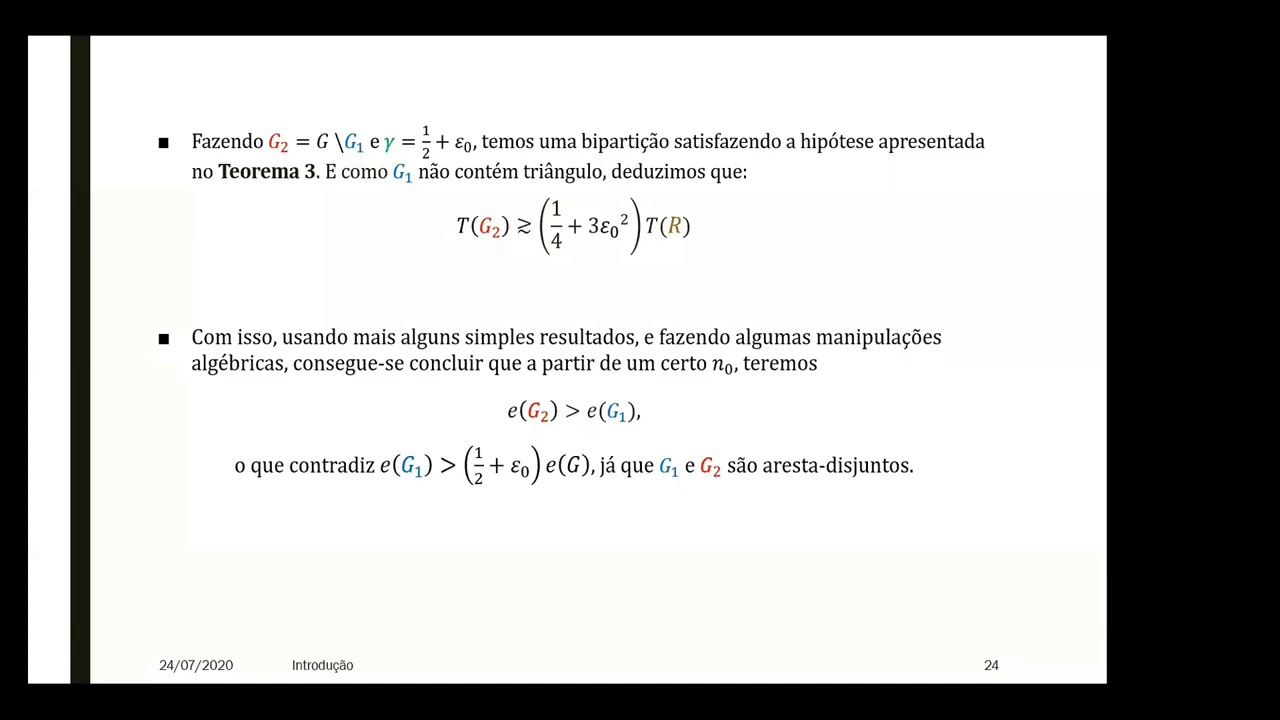 ▪ Fazendo G₂ = G \G₁ e γ = 1/2 + ε₀, temos uma bipartição satisfazendo a hipótese apresentada
no Teorema 3. E como G₁ não contém triângulo, deduzimos que:
T(G₂) ≳ (1/4 + 3ε₀²) T(R)
▪ Com isso, usando mais alguns simples resultados, e fazendo algumas manipulações
algébricas, consegue-se concluir que a partir de um certo n₀, teremos
e(G₂) > e(G₁),
o que contradiz e(G₁) > (1/2 + ε₀) e(G), já que G₁ e G₂ são aresta-disjuntos.
24/07/2020 Introdução 24